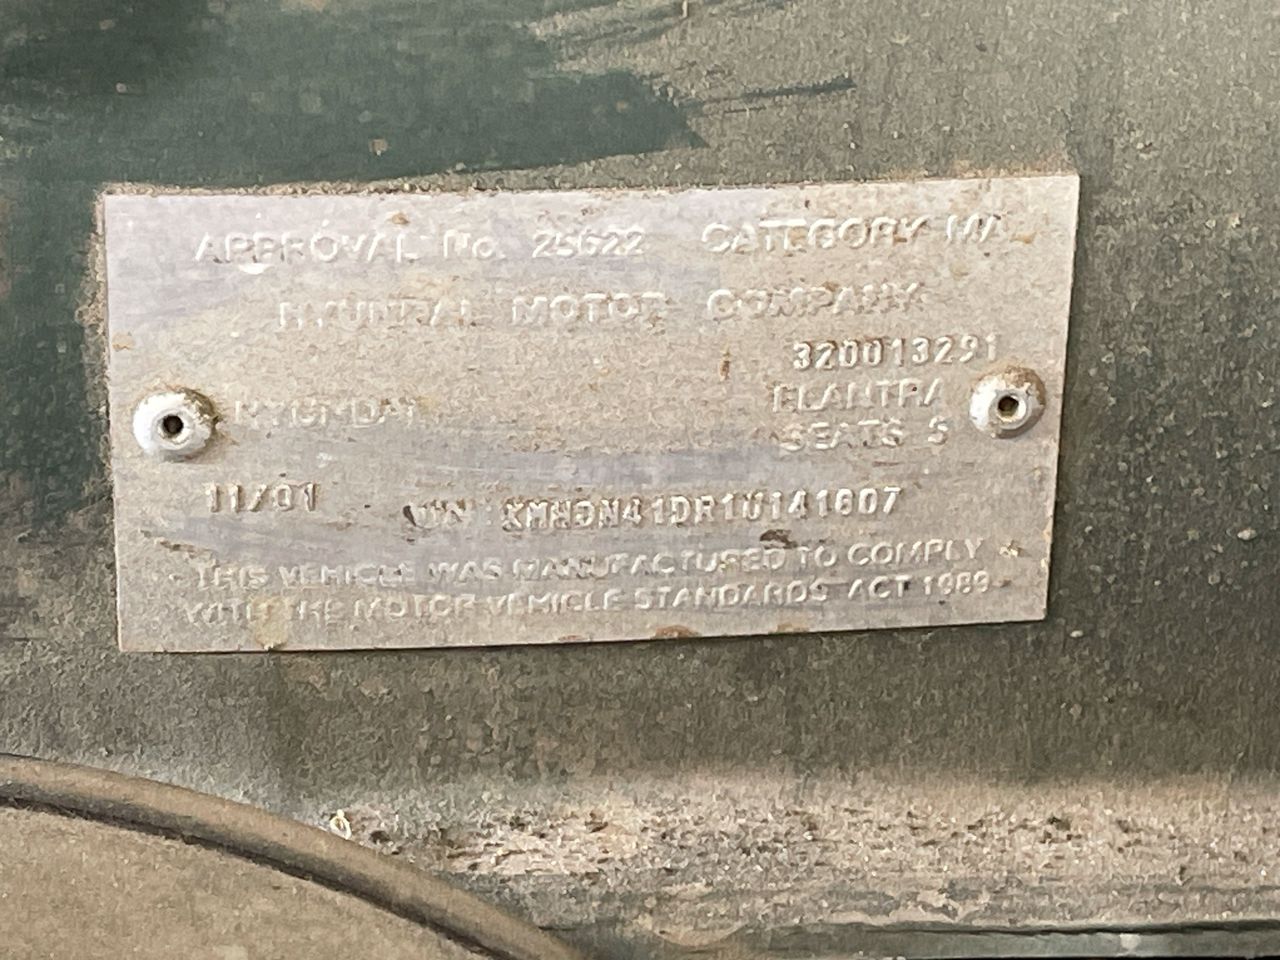 APPROVAL No. 25622 CATEGORY MA
HYUNDAI MOTOR COMPANY
320013291
HYUNDAI ELANTRA
SEATS 5
11/01 VIN KMHDN41DR1U141607
THIS VEHICLE WAS MANUFACTURED TO COMPLY
WITH THE MOTOR VEHICLE STANDARDS ACT 1989